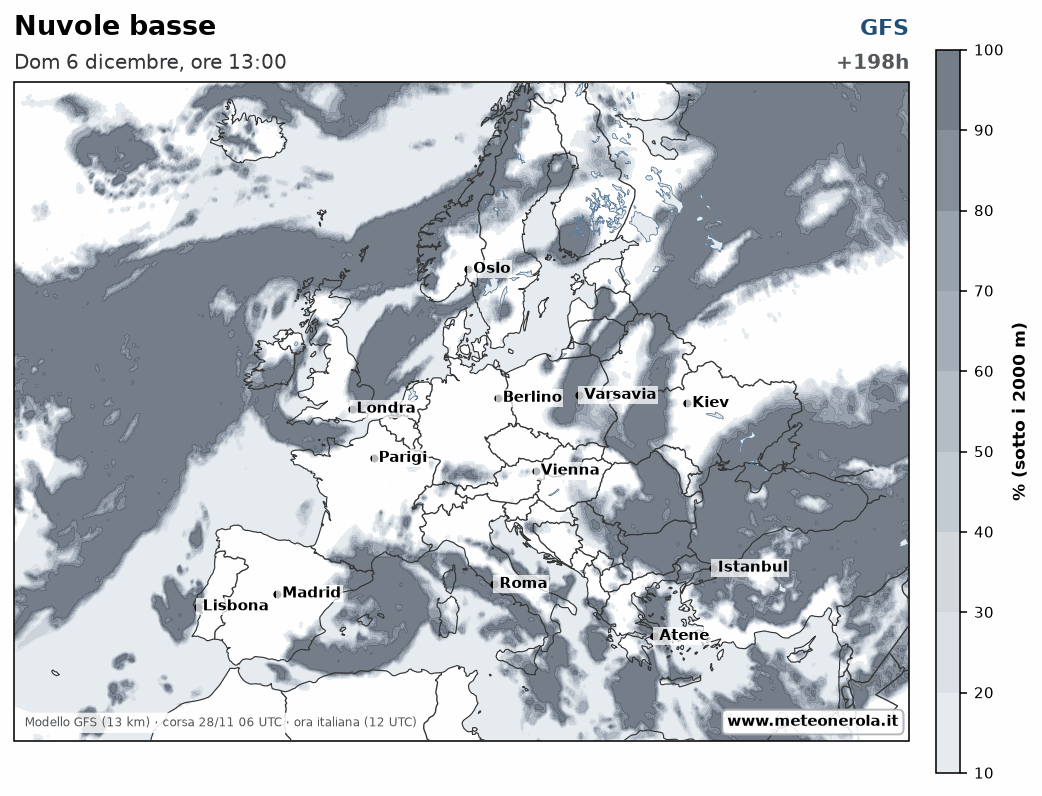 Nuvole basse
GFS
Dom 6 dicembre, ore 13:00
+198h
100
90
80
70
60
50
40
30
20
10
% (sotto i 2000 m)
Oslo
Londra
Berlino
Varsavia
Kiev
Parigi
Vienna
Istanbul
Roma
Madrid
Lisbona
Atene
Modello GFS (13 km) · corsa 28/11 06 UTC · ora italiana (12 UTC)
www.meteonerola.it